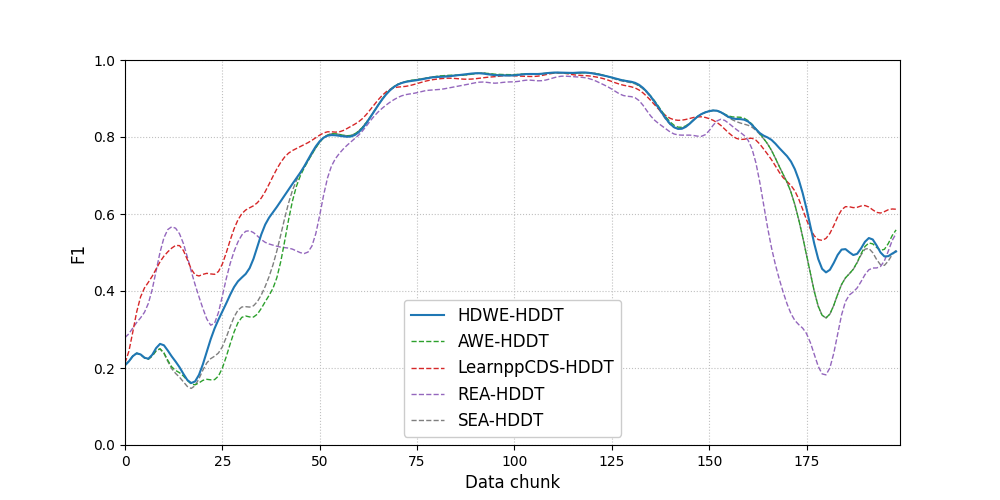 1.0
0.8
0.6
0.4
0.2
0.0
F1
0 25 50 75 100 125 150 175
Data chunk
HDWE-HDDT
AWE-HDDT
LearnppCDS-HDDT
REA-HDDT
SEA-HDDT